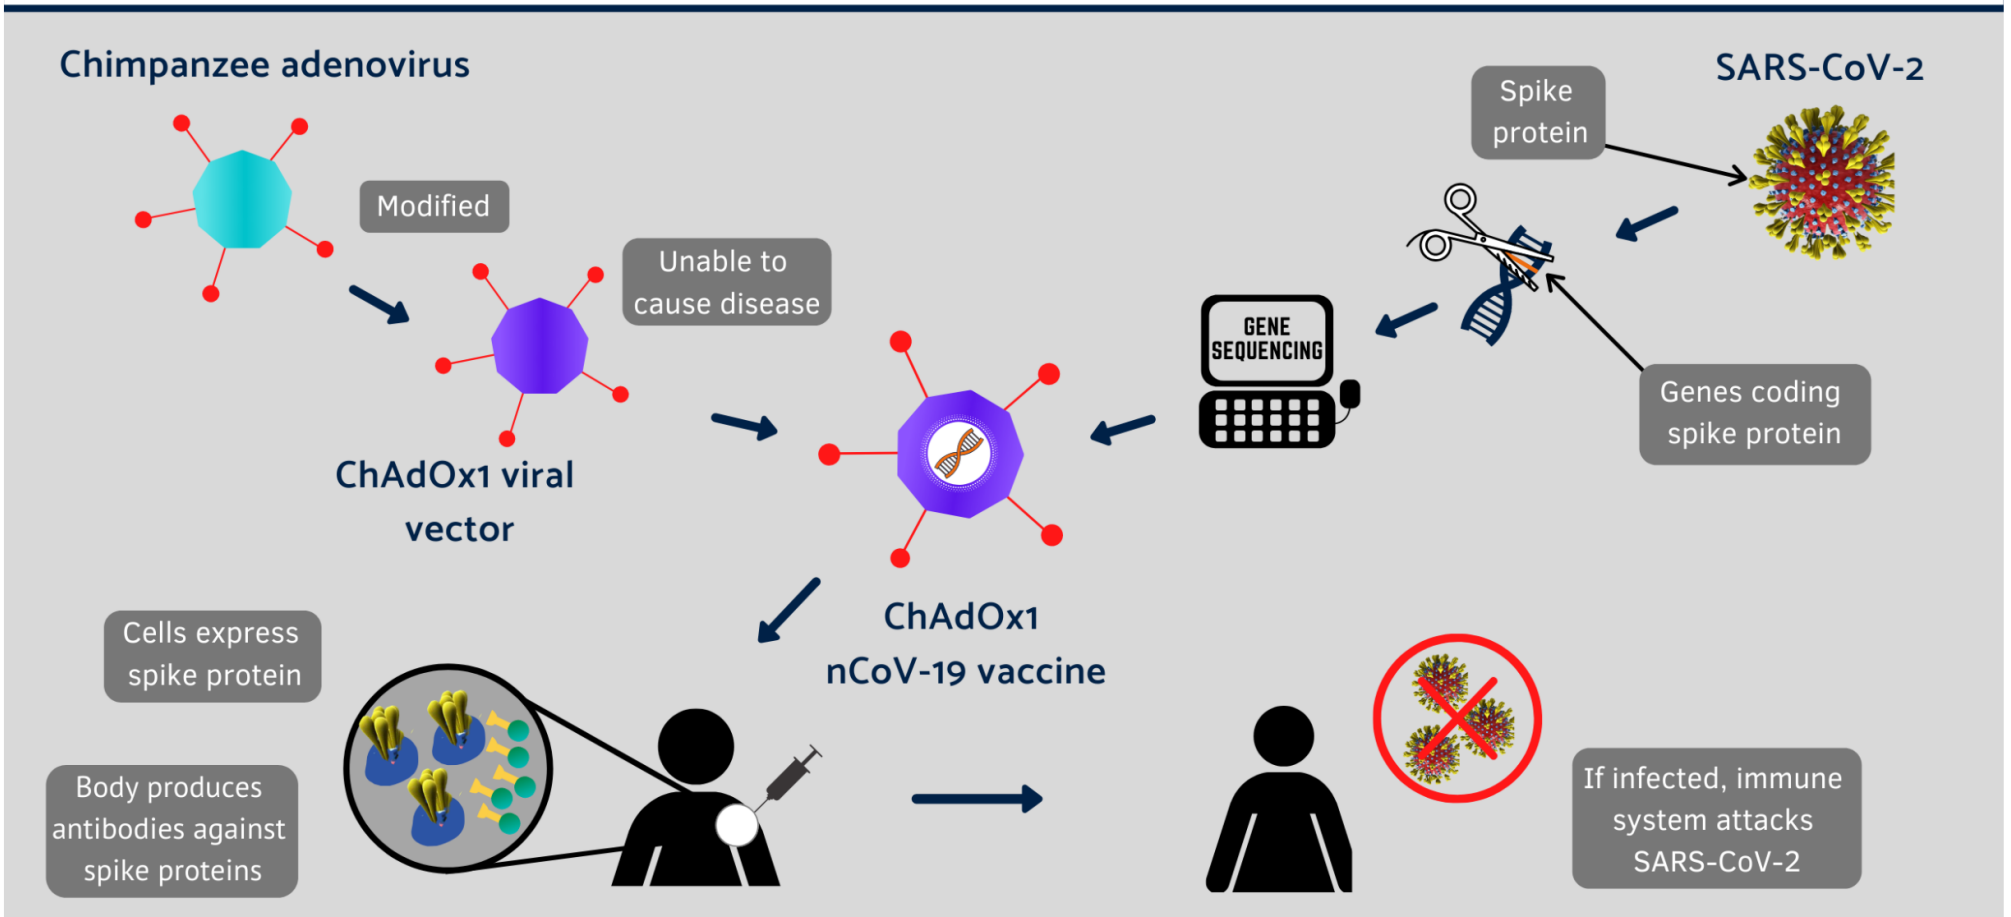 Chimpanzee adenovirus
SARS-CoV-2
Spike
protein
Modified
Unable to
cause disease
GENE
SEQUENCING
Genes coding
spike protein
ChAdOx1 viral
vector
ChAdOx1
nCoV-19 vaccine
Cells express
spike protein
Body produces
antibodies against
spike proteins
If infected, immune
system attacks
SARS-CoV-2